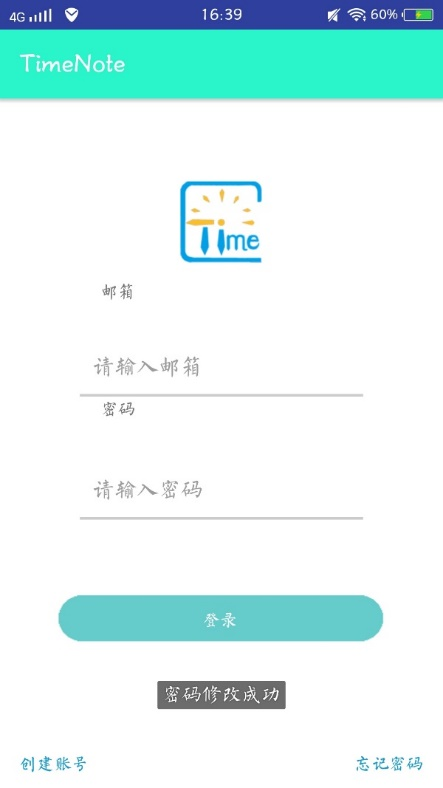 4G 16:39 60%
TimeNote
Time
邮箱
请输入邮箱
密码
请输入密码
登录
密码修改成功
创建账号 忘记密码